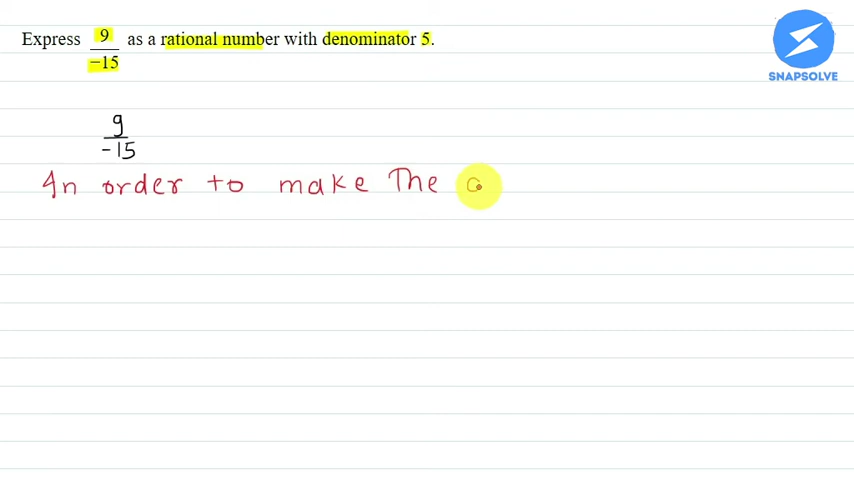 Express 9/−15 as a rational number with denominator 5.
SNAPSOLVE
9/-15
In order to make The